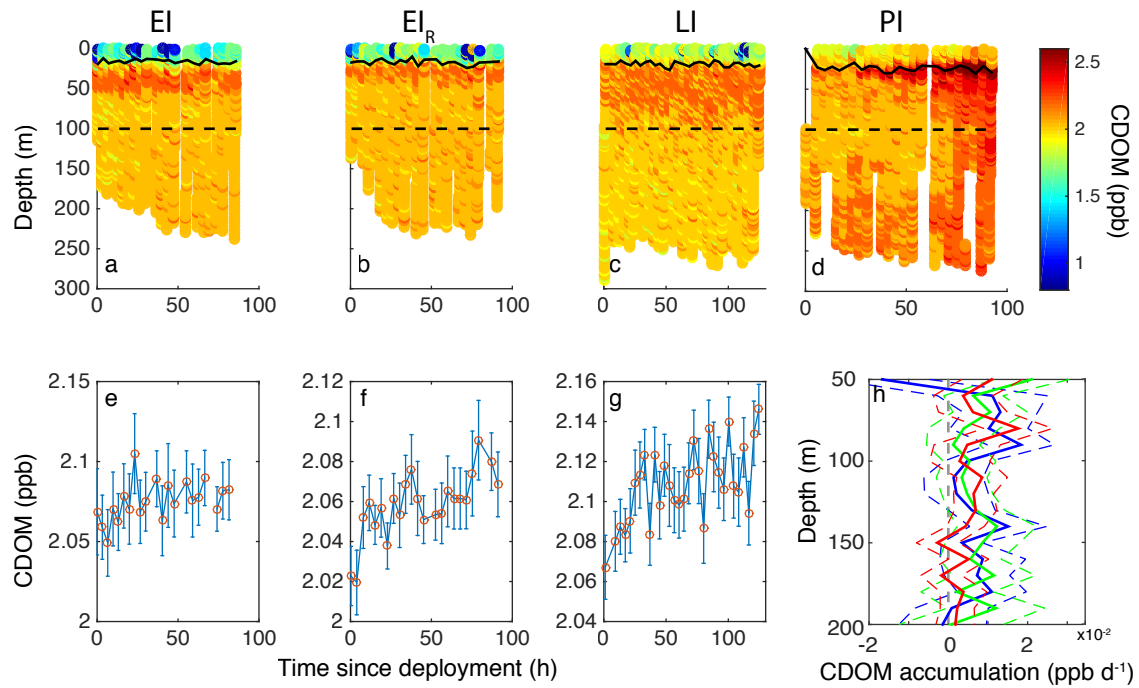 EI
EI_R
LI
PI
0
50
100
150
200
250
300
Depth (m)
a
b
c
d
0 50 100
0 50 100
0 50 100
0 50 100
2.5
2
1.5
1
CDOM (ppb)
2.15
2.1
2.05
2
CDOM (ppb)
e
0 50 100
2.12
2.1
2.08
2.06
2.04
2.02
2
f
0 50 100
2.16
2.14
2.12
2.1
2.08
2.06
2.04
g
0 50 100
Time since deployment (h)
50
100
150
200
Depth (m)
h
-2 0 2
x10⁻²
CDOM accumulation (ppb d⁻¹)